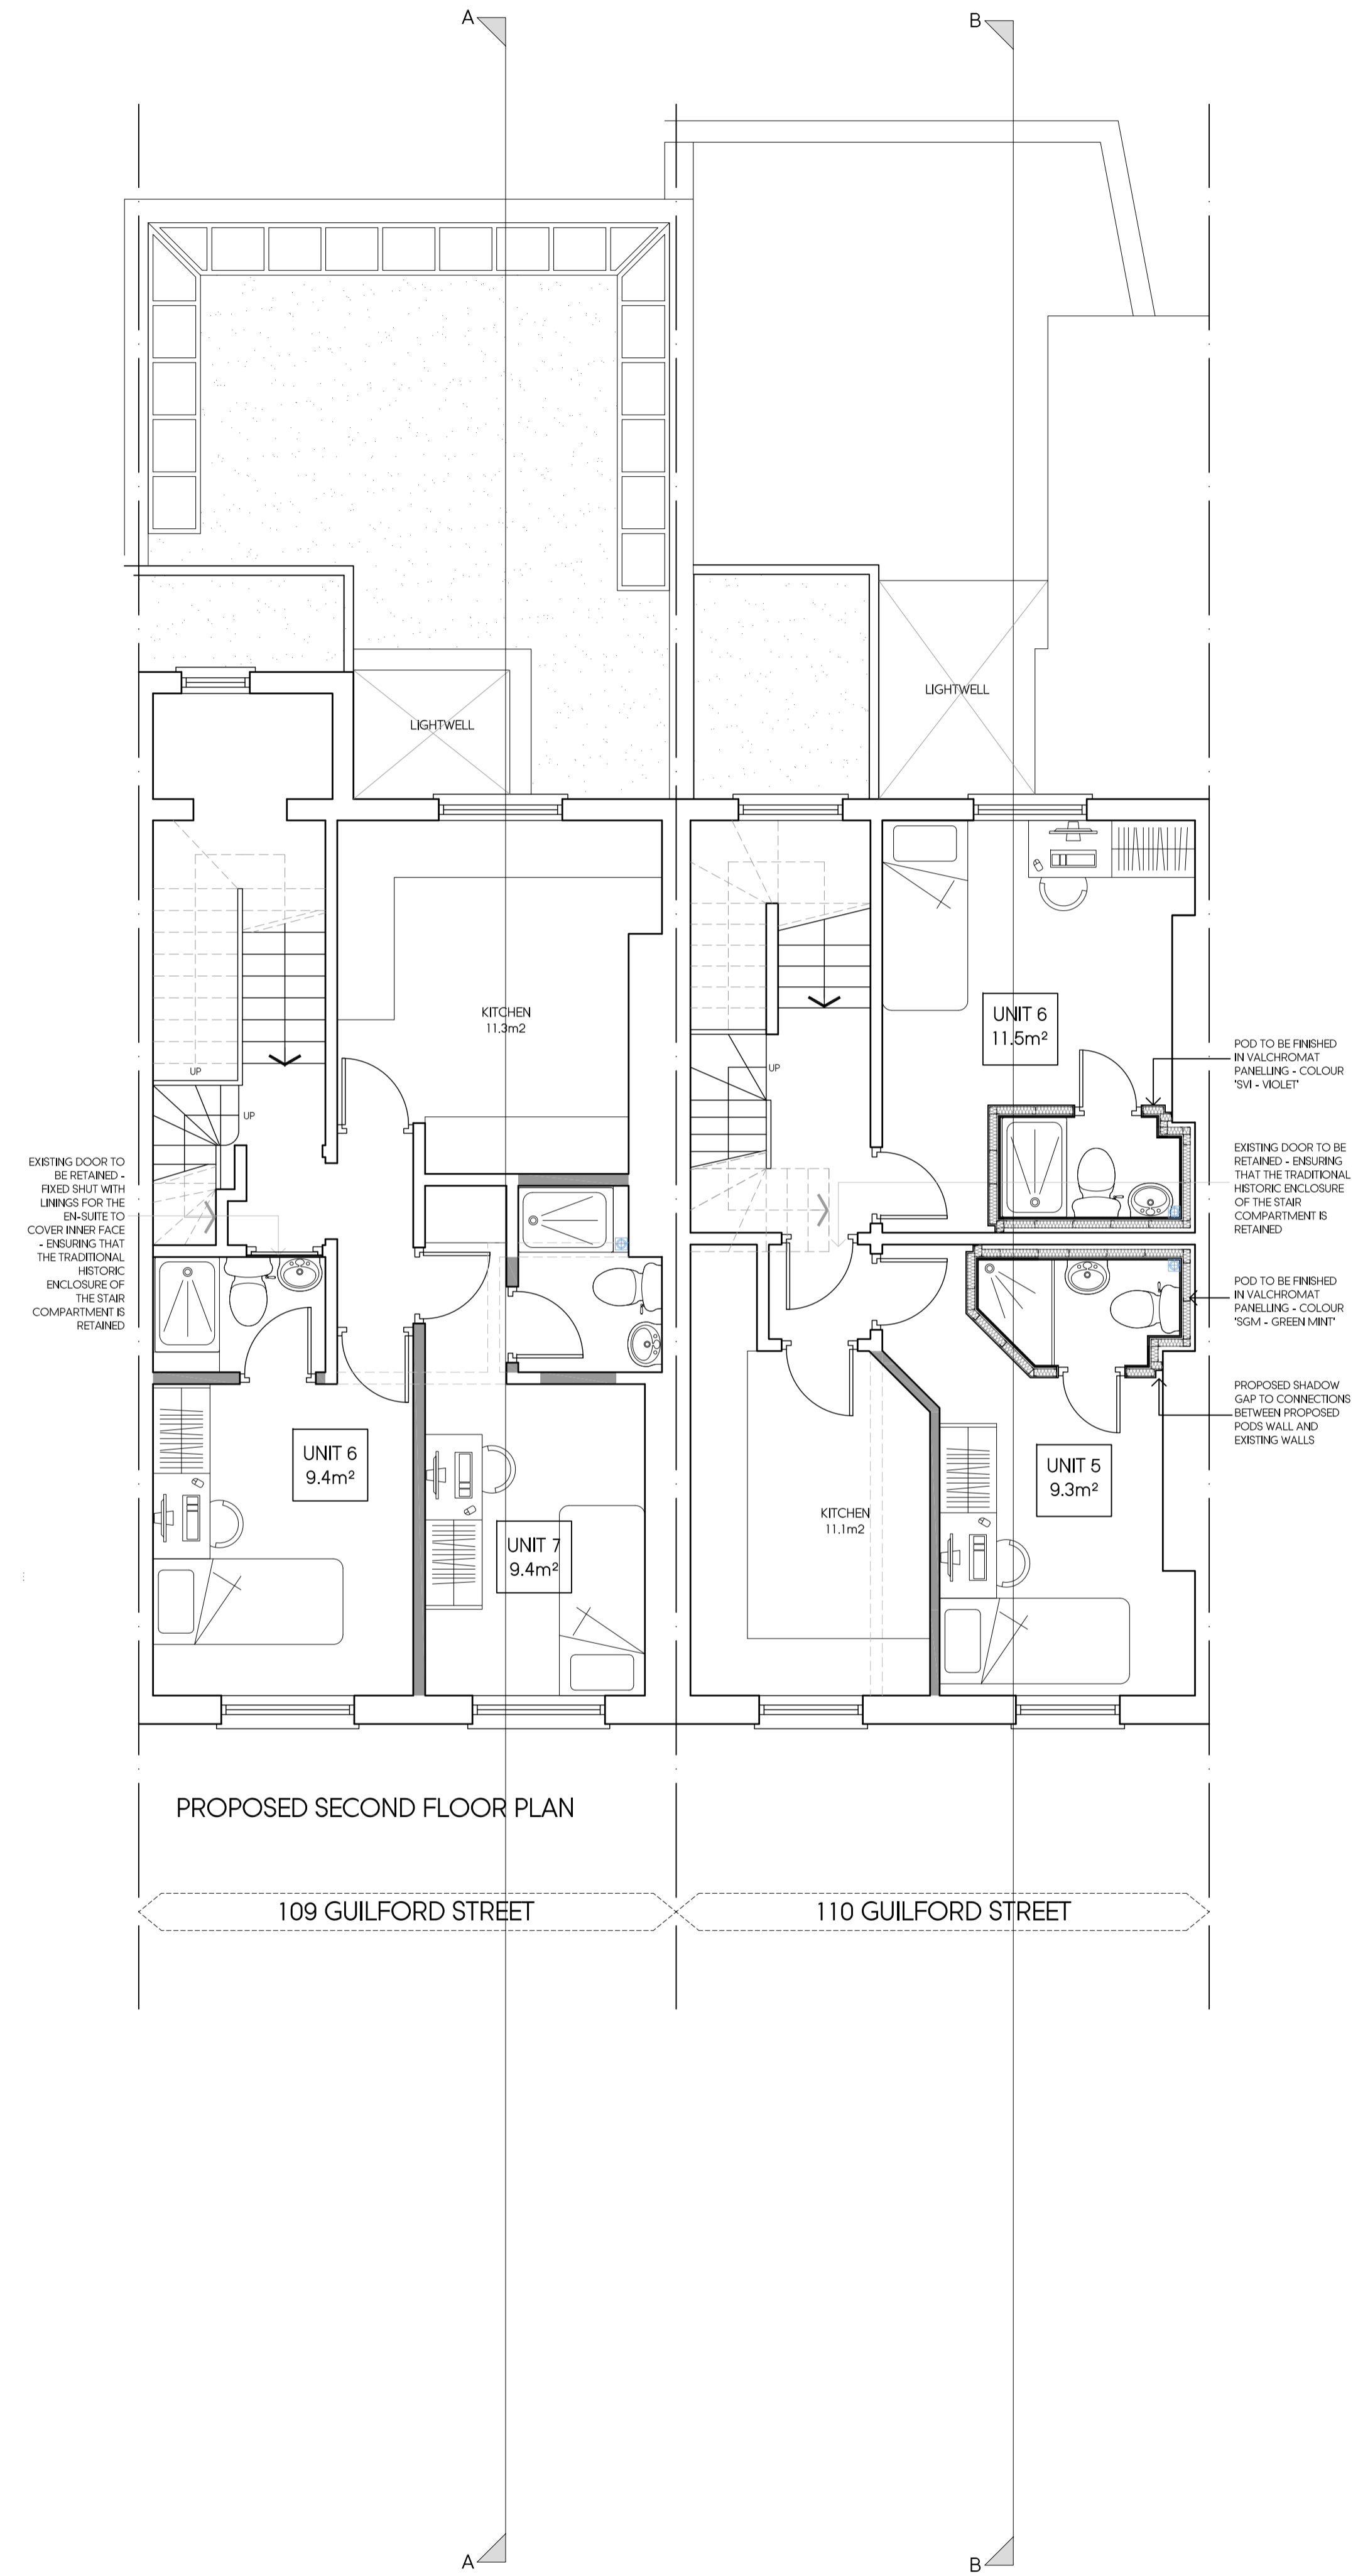 A
B
LIGHTWELL
LIGHTWELL
KITCHEN
11.3m2
UP
UP
UP
UNIT 6
11.5m²
POD TO BE FINISHED
IN VALCHROMAT
PANELLING - COLOUR
'SVI - VIOLET'
EXISTING DOOR TO BE
RETAINED - ENSURING
THAT THE TRADITIONAL
HISTORIC ENCLOSURE
OF THE STAIR
COMPARTMENT IS
RETAINED
EXISTING DOOR TO
BE RETAINED -
FIXED SHUT WITH
LININGS FOR THE
EN-SUITE TO
COVER INNER FACE
- ENSURING THAT
THE TRADITIONAL
HISTORIC
ENCLOSURE OF
THE STAIR
COMPARTMENT IS
RETAINED
POD TO BE FINISHED
IN VALCHROMAT
PANELLING - COLOUR
'SGM - GREEN MINT'
PROPOSED SHADOW
GAP TO CONNECTIONS
BETWEEN PROPOSED
PODS WALL AND
EXISTING WALLS
UNIT 6
9.4m²
UNIT 7
9.4m²
KITCHEN
11.1m2
UNIT 5
9.3m²
PROPOSED SECOND FLOOR PLAN
109 GUILFORD STREET
110 GUILFORD STREET
A
B